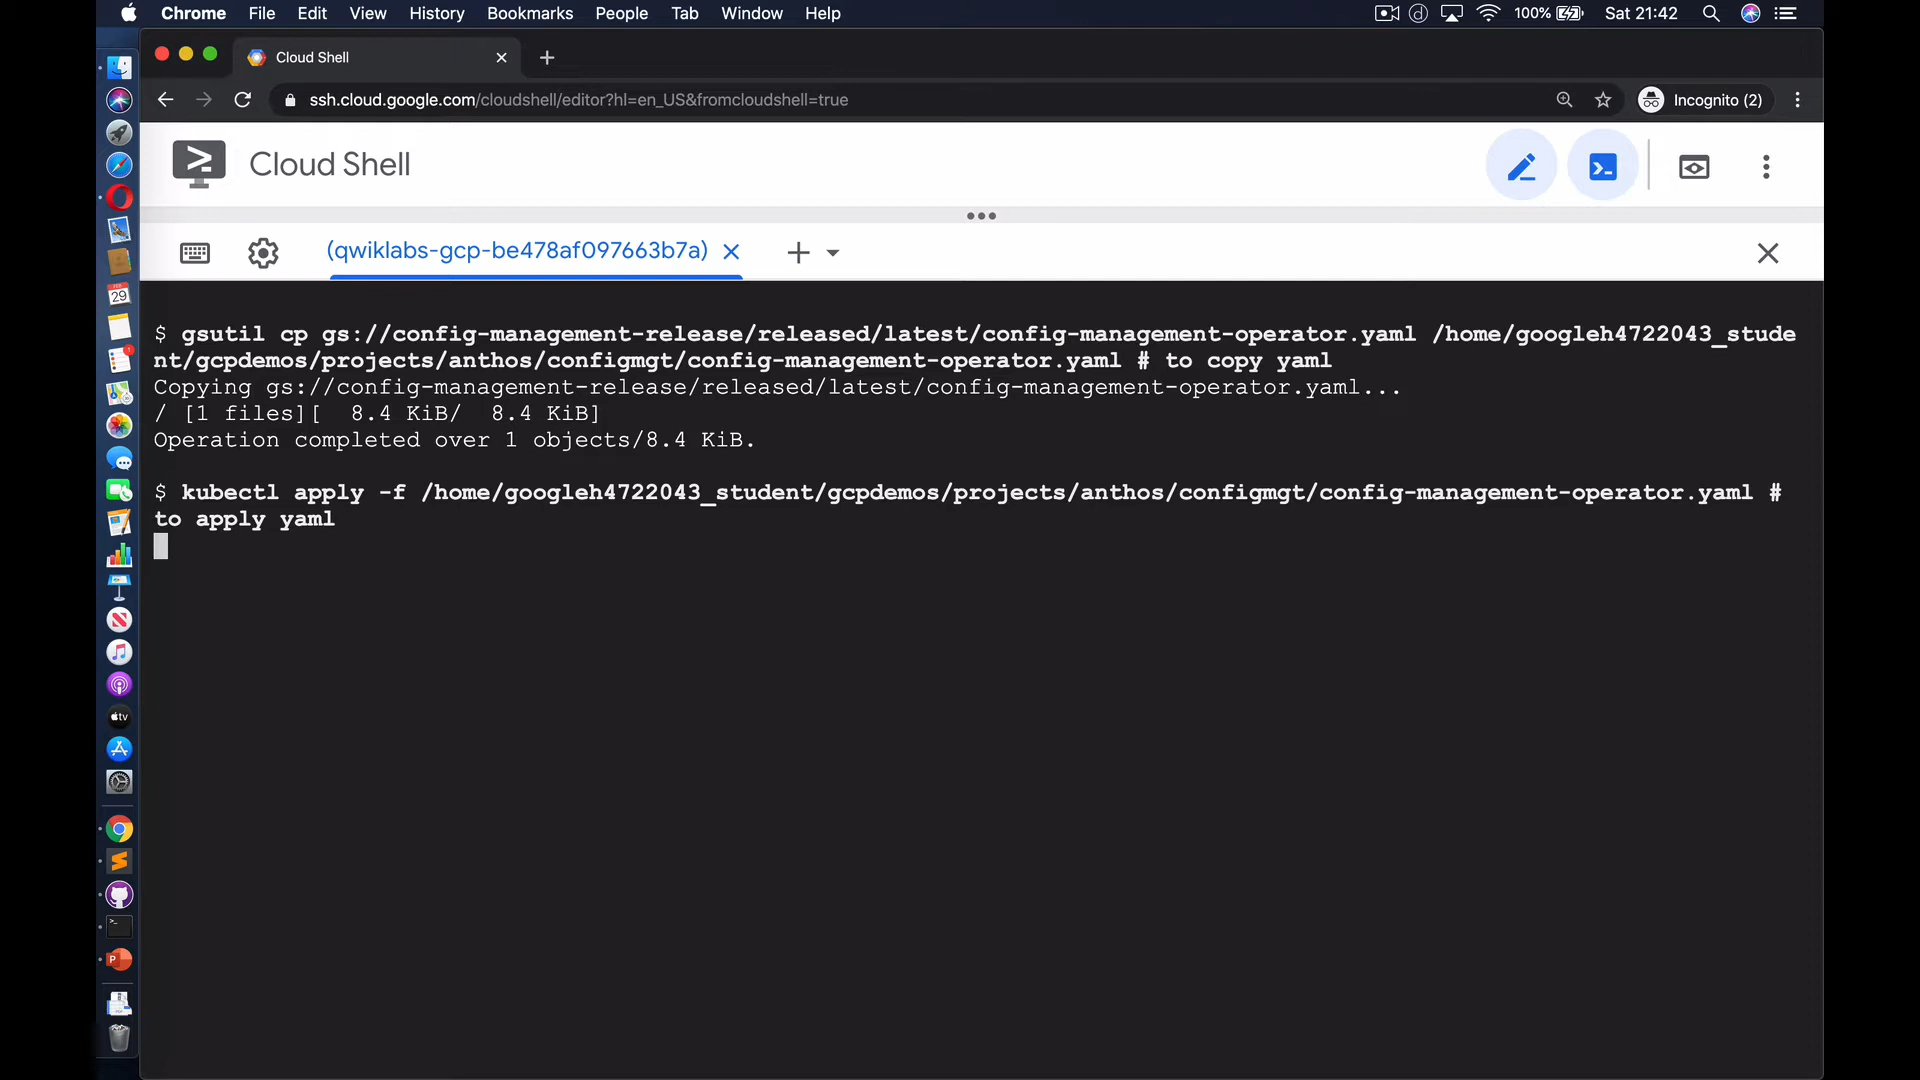 Chrome File Edit View History Bookmarks People Tab Window Help 100% Sat 21:42
Cloud Shell
ssh.cloud.google.com/cloudshell/editor?hl=en_US&fromcloudshell=true Incognito (2)
Cloud Shell
(qwiklabs-gcp-be478af097663b7a)
$ gsutil cp gs://config-management-release/released/latest/config-management-operator.yaml /home/googleh4722043_stude
nt/gcpdemos/projects/anthos/configmgt/config-management-operator.yaml # to copy yaml
Copying gs://config-management-release/released/latest/config-management-operator.yaml...
/ [1 files][  8.4 KiB/  8.4 KiB]
Operation completed over 1 objects/8.4 KiB.
$ kubectl apply -f /home/googleh4722043_student/gcpdemos/projects/anthos/configmgt/config-management-operator.yaml #
to apply yaml
29
1
tv